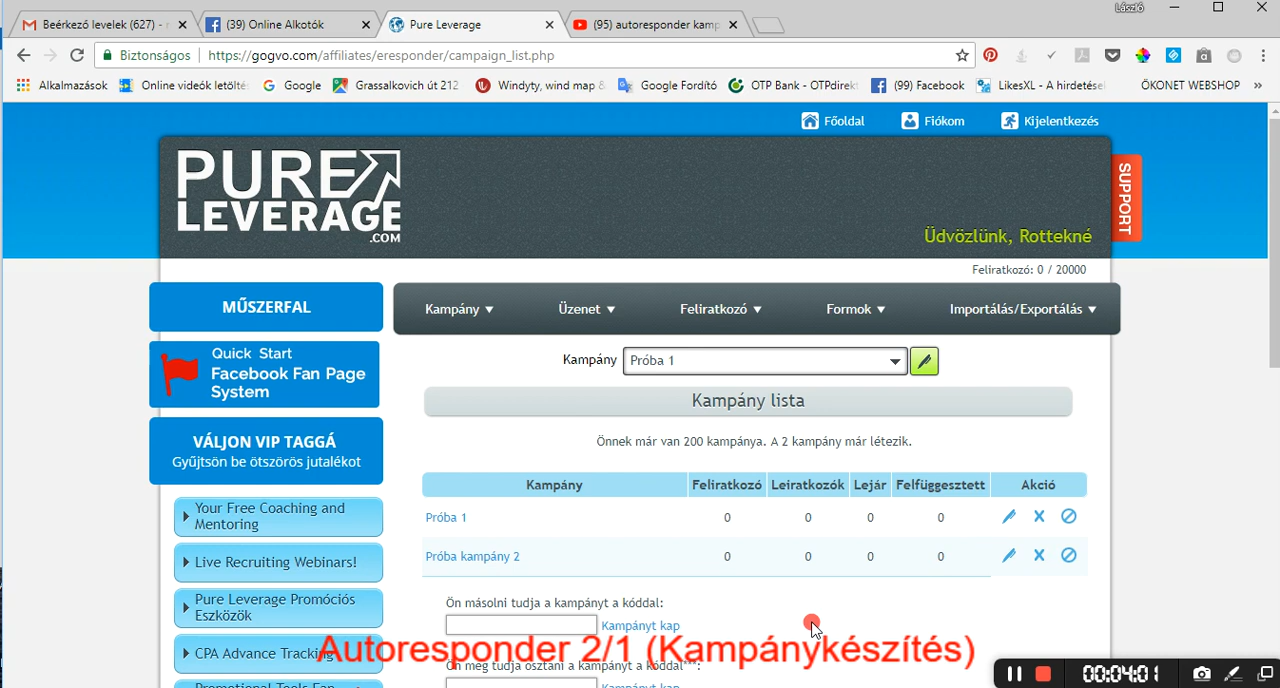 László
Beérkező levelek (627) -
(39) Online Alkotók
Pure Leverage
(95) autoresponder kamp
Biztonságos
https://gogvo.com/affiliates/eresponder/campaign_list.php
Alkalmazások
Online videók letölté
Google
Grassalkovich út 212
Windyty, wind map &
Google Fordító
OTP Bank - OTPdirekt
(99) Facebook
LikesXL - A hirdetése
ÖKONET WEBSHOP »
Főoldal
Fiókom
Kijelentkezés
PURE
LEVERAGE
.COM
SUPPORT
Üdvözlünk, Rottekné
Feliratkozó: 0 / 20000
MŰSZERFAL
Kampány ▼
Üzenet ▼
Feliratkozó ▼
Formok ▼
Importálás/Exportálás ▼
Quick Start
Facebook Fan Page
System
Kampány
Próba 1
Kampány lista
VÁLJON VIP TAGGÁ
Gyűjtsön be ötszörös jutalékot
Önnek már van 200 kampánya. A 2 kampány már létezik.
Kampány Feliratkozó Leiratkozók Lejár Felfüggesztett Akció
Próba 1 0 0 0 0
Próba kampány 2 0 0 0 0
Your Free Coaching and
Mentoring
Live Recruiting Webinars!
Pure Leverage Promóciós
Eszközök
CPA Advance Tracking
Promotional Tools Fan
Ön másolni tudja a kampányt a kóddal:
Kampányt kap
Autoresponder 2/1 (Kampánykészítés)
Ön meg tudja osztani a kampányt a kóddal***:
Kampányt kap
00:04:01